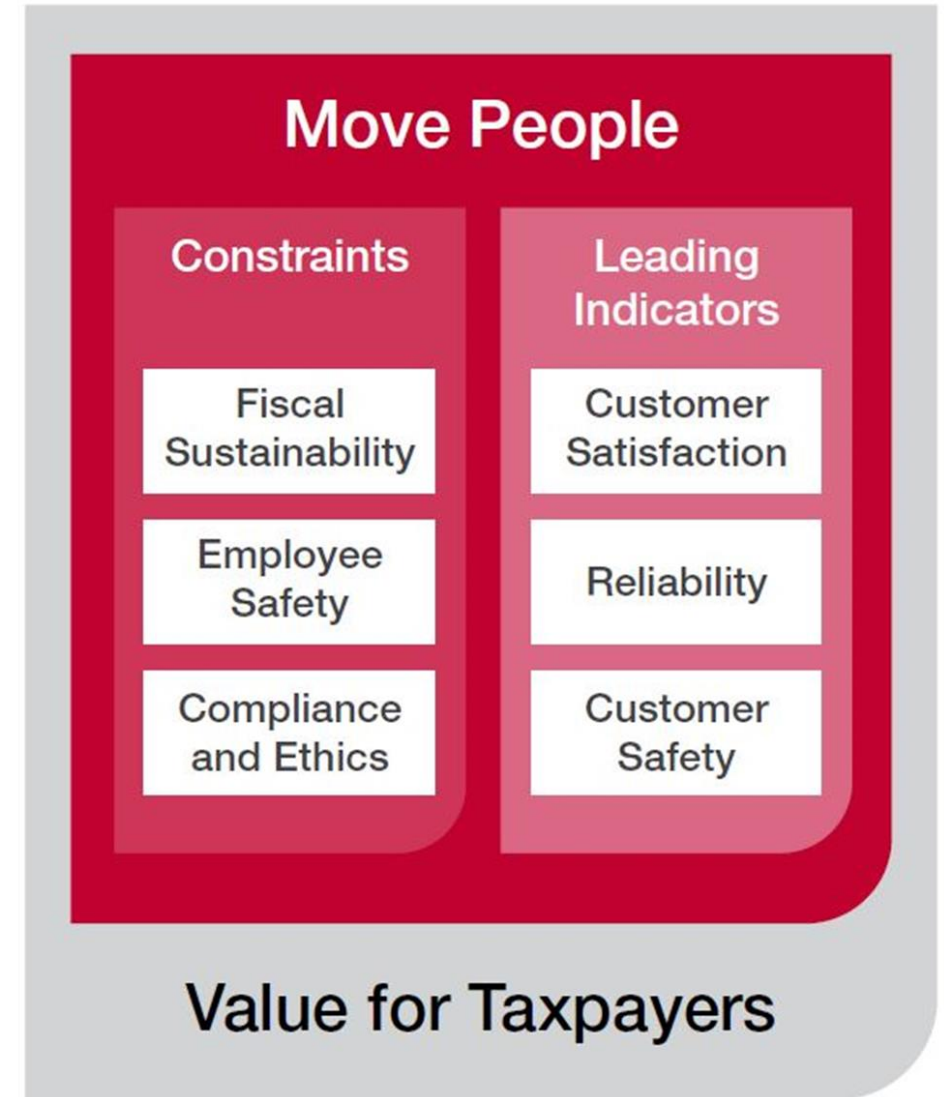 Move People
Constraints
Fiscal
Sustainability
Employee
Safety
Compliance
and Ethics
Leading
Indicators
Customer
Satisfaction
Reliability
Customer
Safety
Value for Taxpayers